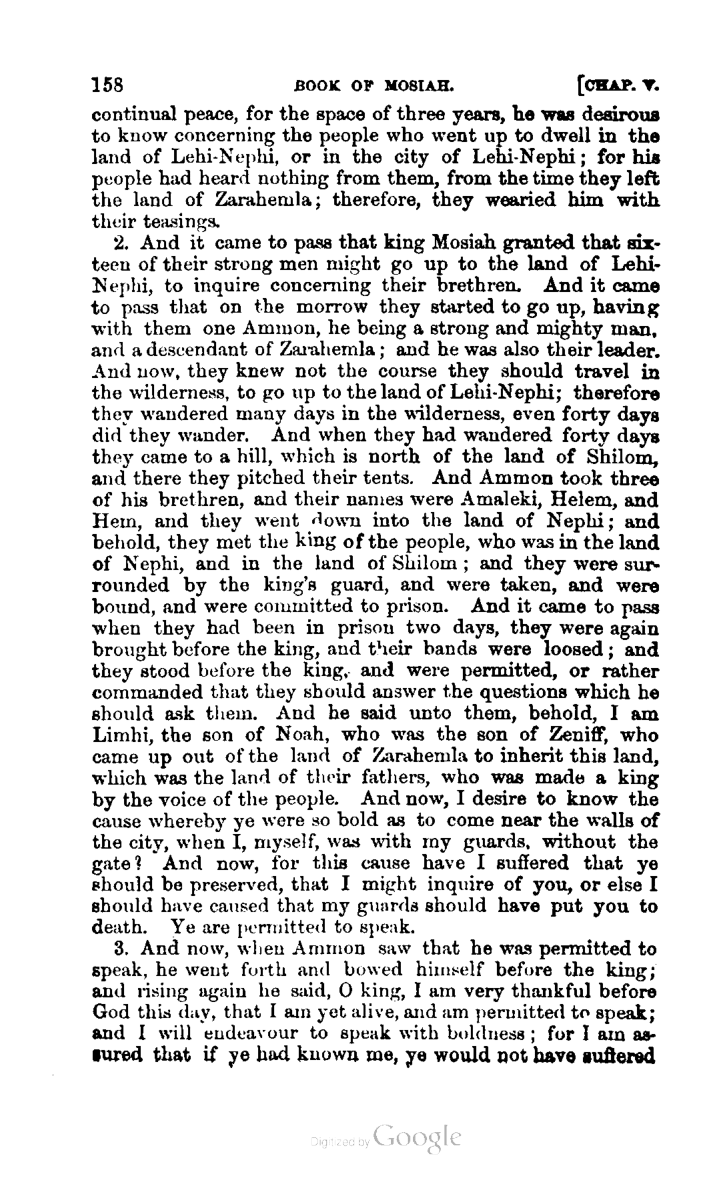 158 BOOK OF MOSIAH. [CHAP. V.
continual peace, for the space of three years, he was desirous
to know concerning the people who went up to dwell in the
land of Lehi-Nephi, or in the city of Lehi-Nephi; for his
people had heard nothing from them, from the time they left
the land of Zarahemla; therefore, they wearied him with
their teasings.
2. And it came to pass that king Mosiah granted that six-
teen of their strong men might go up to the land of Lehi-
Nephi, to inquire concerning their brethren. And it came
to pass that on the morrow they started to go up, having
with them one Ammon, he being a strong and mighty man,
and a descendant of Zarahemla; and he was also their leader.
And now, they knew not the course they should travel in
the wilderness, to go up to the land of Lehi-Nephi; therefore
they wandered many days in the wilderness, even forty days
did they wander. And when they had wandered forty days
they came to a hill, which is north of the land of Shilom,
and there they pitched their tents. And Ammon took three
of his brethren, and their names were Amaleki, Helem, and
Hem, and they went down into the land of Nephi; and
behold, they met the king of the people, who was in the land
of Nephi, and in the land of Shilom; and they were sur-
rounded by the king's guard, and were taken, and were
bound, and were committed to prison. And it came to pass
when they had been in prison two days, they were again
brought before the king, and their bands were loosed; and
they stood before the king, and were permitted, or rather
commanded that they should answer the questions which he
should ask them. And he said unto them, behold, I am
Limhi, the son of Noah, who was the son of Zeniff, who
came up out of the land of Zarahemla to inherit this land,
which was the land of their fathers, who was made a king
by the voice of the people. And now, I desire to know the
cause whereby ye were so bold as to come near the walls of
the city, when I, myself, was with my guards, without the
gate? And now, for this cause have I suffered that ye
should be preserved, that I might inquire of you, or else I
should have caused that my guards should have put you to
death. Ye are permitted to speak.
3. And now, when Ammon saw that he was permitted to
speak, he went forth and bowed himself before the king;
and rising again he said, O king, I am very thankful before
God this day, that I am yet alive, and am permitted to speak;
and I will endeavour to speak with boldness; for I am as-
sured that if ye had known me, ye would not have suffered
Digitized by Google